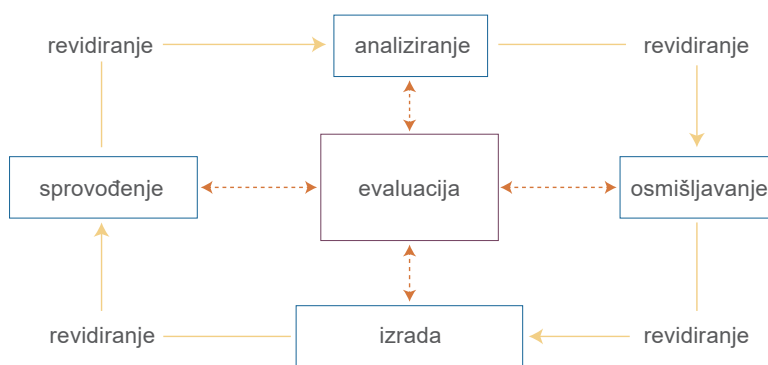 revidiranje
analiziranje
revidiranje
sprovođenje
evaluacija
osmišljavanje
revidiranje
izrada
revidiranje